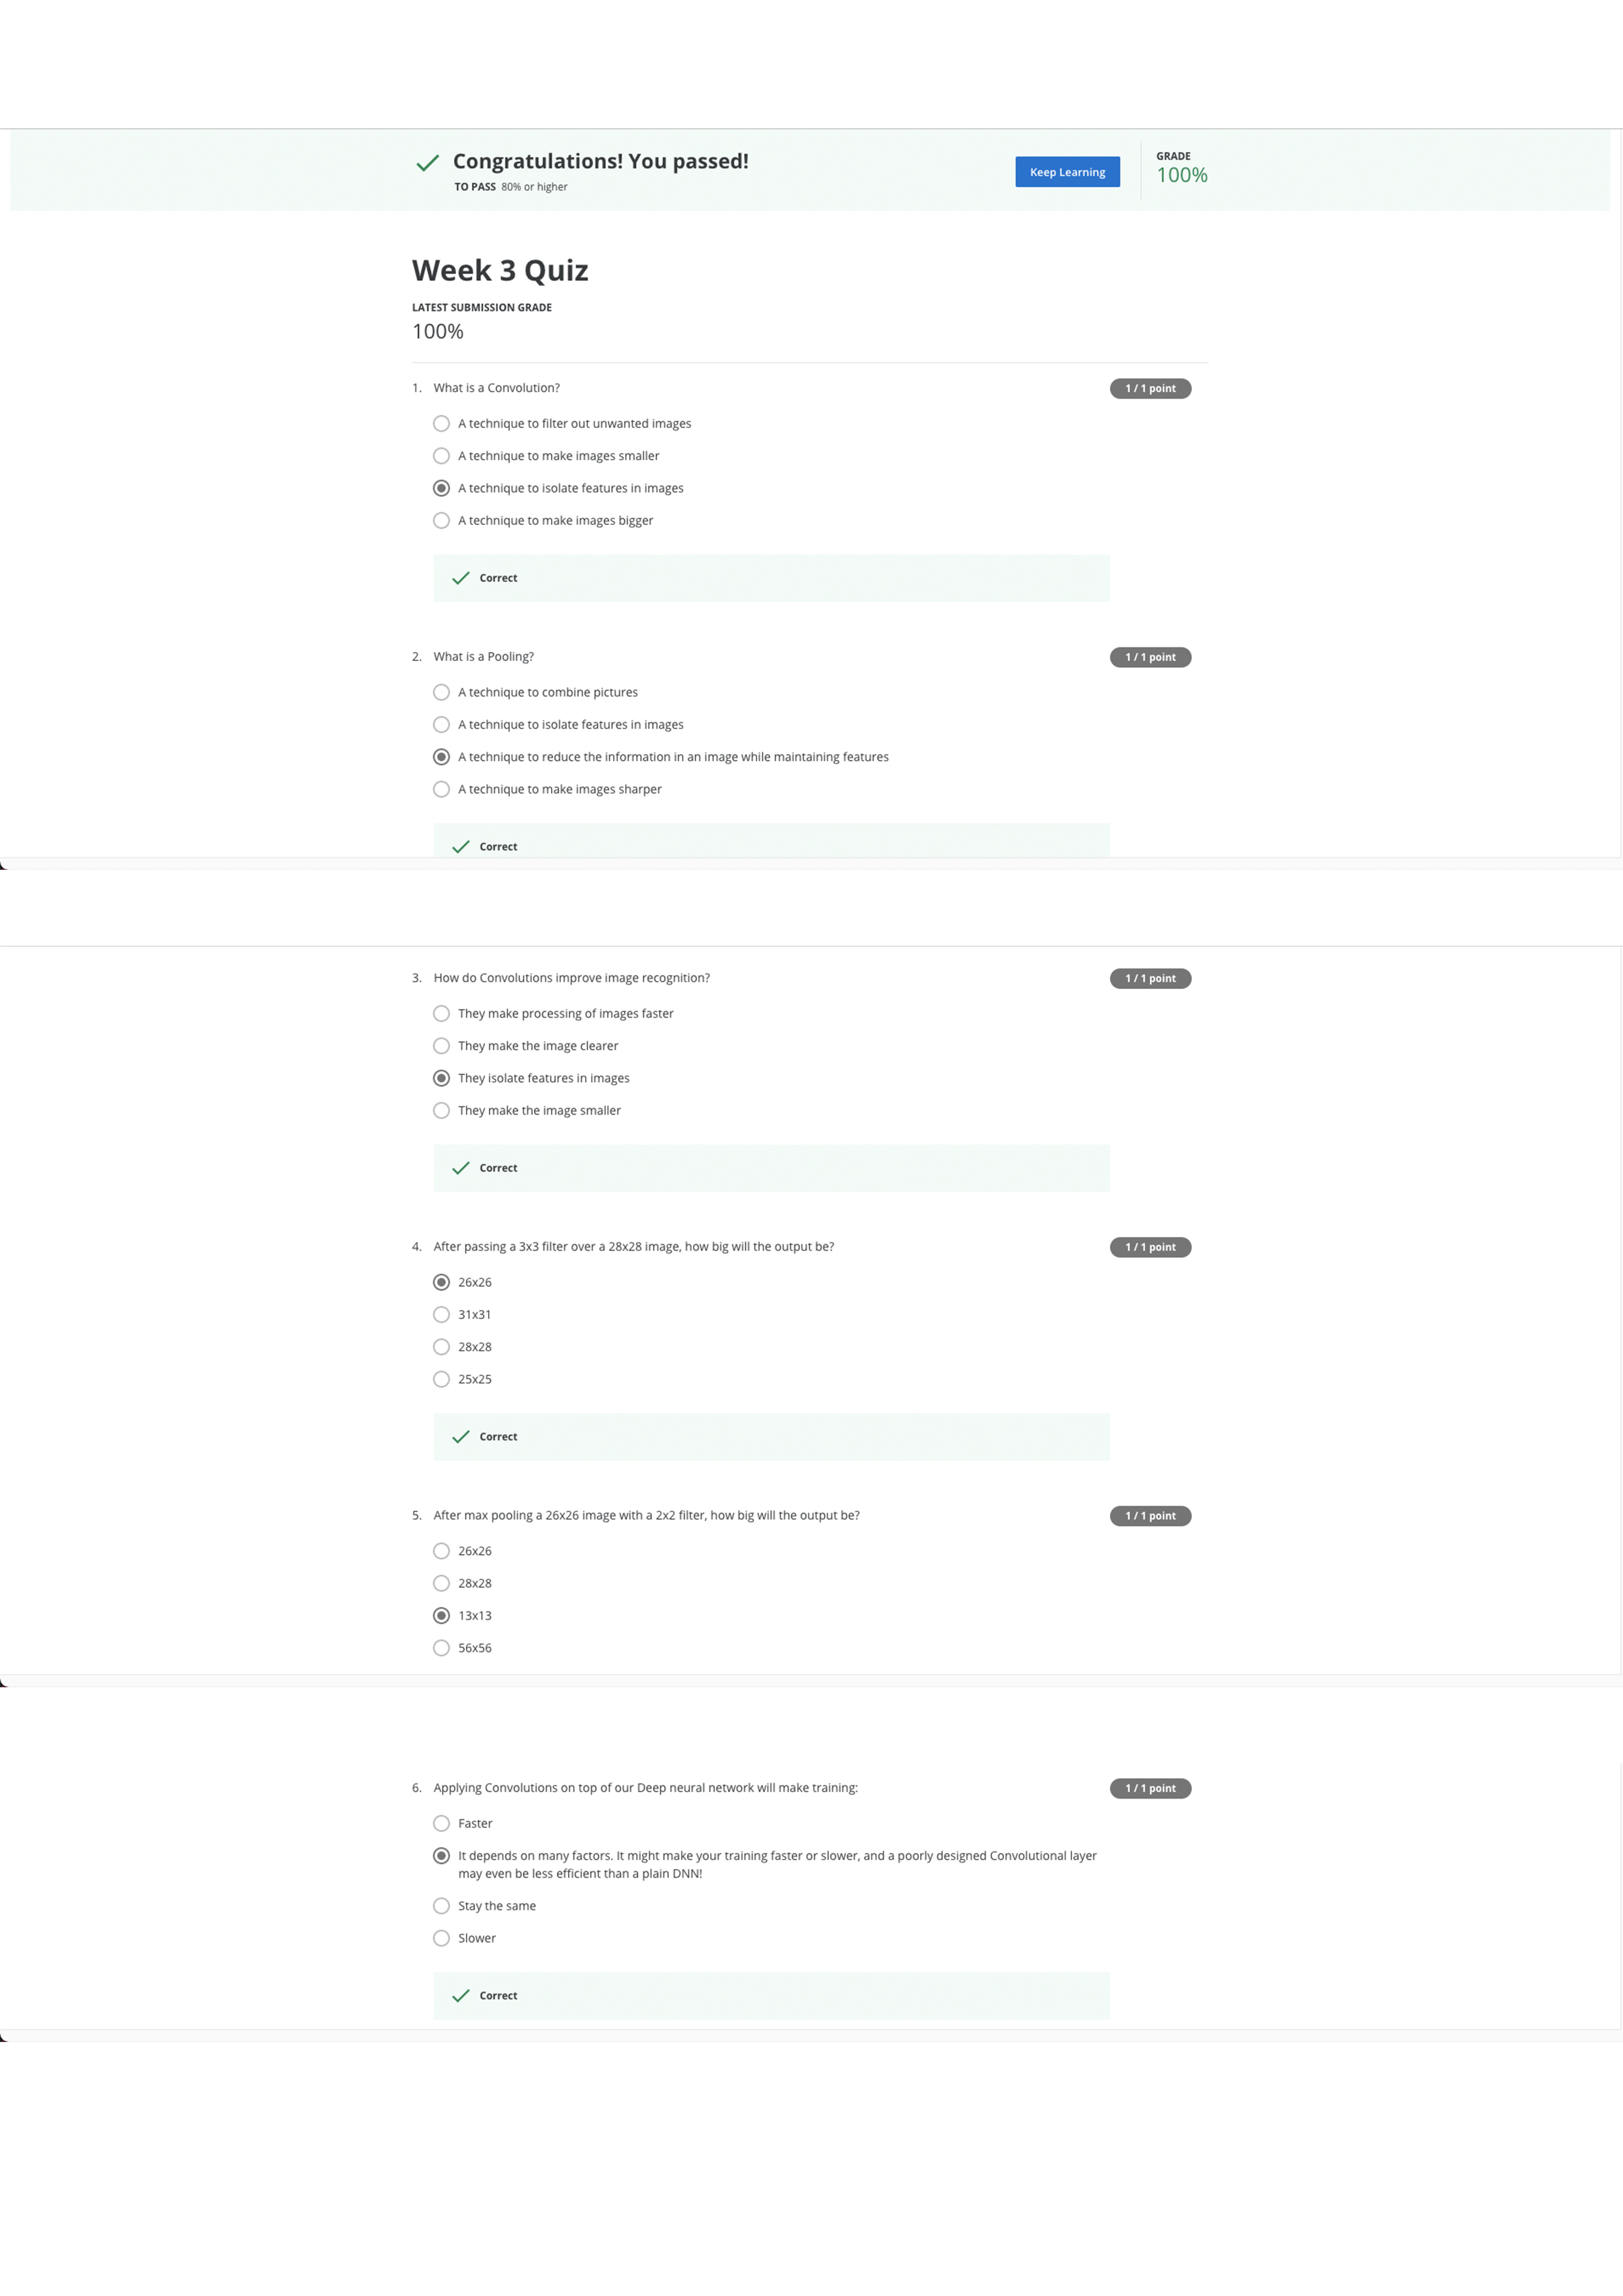 Congratulations! You passed!
TO PASS 80% or higher
Keep Learning
GRADE
100%
Week 3 Quiz
LATEST SUBMISSION GRADE
100%
1. What is a Convolution?
1 / 1 point
A technique to filter out unwanted images
A technique to make images smaller
A technique to isolate features in images
A technique to make images bigger
Correct
2. What is a Pooling?
1 / 1 point
A technique to combine pictures
A technique to isolate features in images
A technique to reduce the information in an image while maintaining features
A technique to make images sharper
Correct
3. How do Convolutions improve image recognition?
1 / 1 point
They make processing of images faster
They make the image clearer
They isolate features in images
They make the image smaller
Correct
4. After passing a 3x3 filter over a 28x28 image, how big will the output be?
1 / 1 point
26x26
31x31
28x28
25x25
Correct
5. After max pooling a 26x26 image with a 2x2 filter, how big will the output be?
1 / 1 point
26x26
28x28
13x13
56x56
6. Applying Convolutions on top of our Deep neural network will make training:
1 / 1 point
Faster
It depends on many factors. It might make your training faster or slower, and a poorly designed Convolutional layer
may even be less efficient than a plain DNN!
Stay the same
Slower
Correct